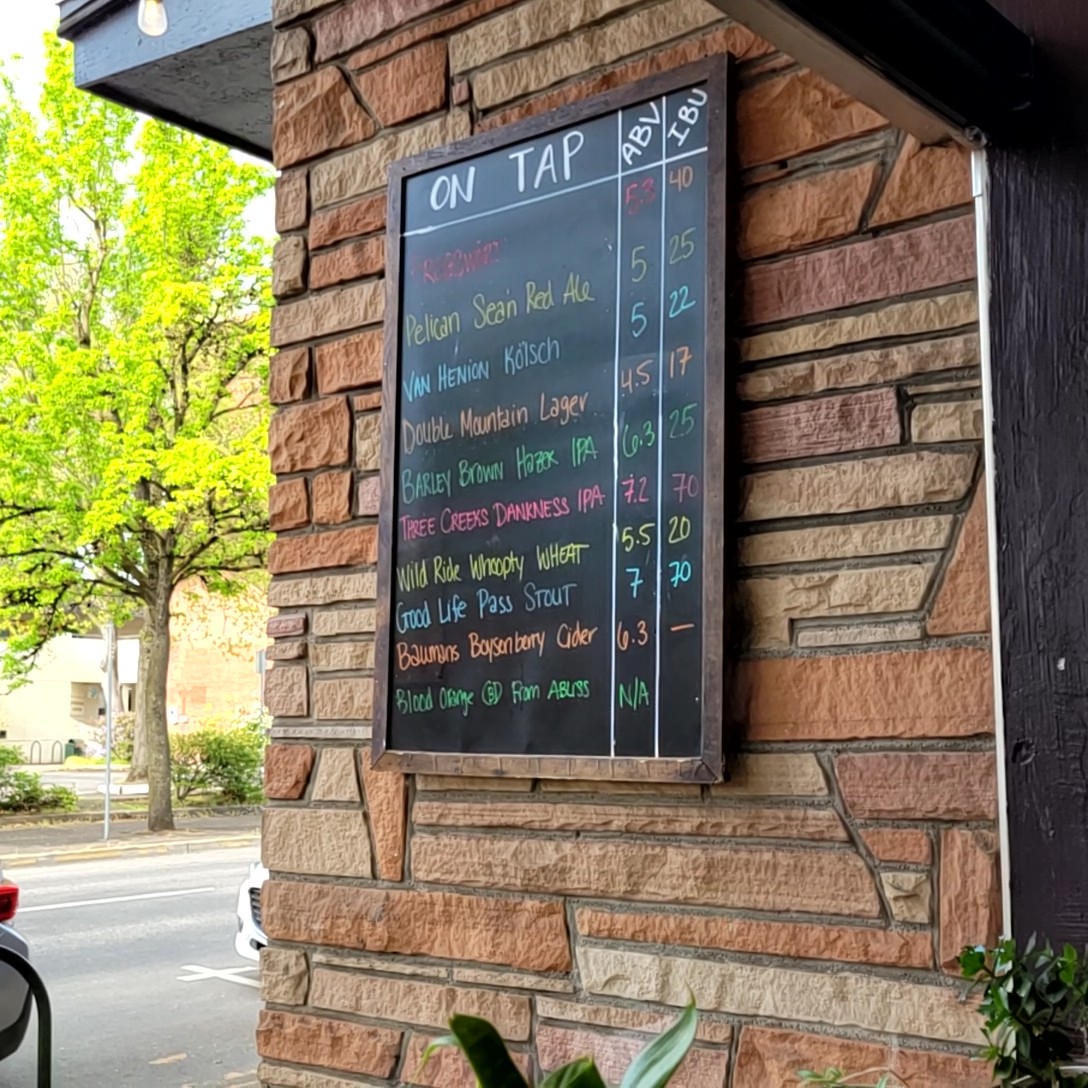 ON TAP ABV IBU
5.3 40
Pelican Sean Red Ale 5 25
VAN HENION Kölsch 5 22
Double Mountain Lager 4.5 17
BARLEY BROWN HAZEK IPA 6.3 25
THREE CREEKS DANKNESS IPA 7.2 70
Wild Ride Whoopty WHEAT 5.5 20
Good Life Pass STOUT 7 70
Baumans Boysenberry Cider 6.3 —
Blood Orange CBD From ABLISS N/A